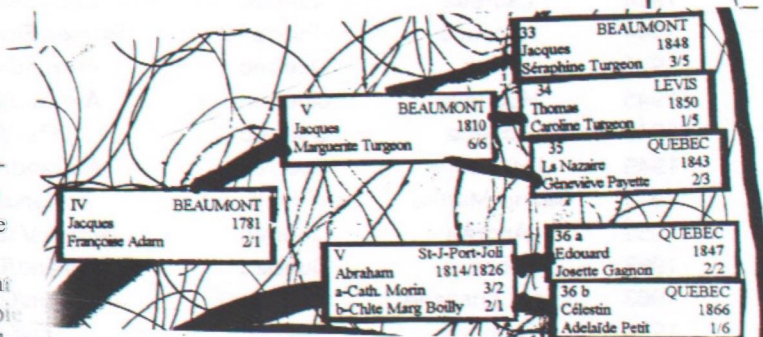 33 BEAUMONT
Jacques 1848
Séraphine Turgeon 3/5
34 LEVIS
Thomas 1850
Caroline Turgeon 1/5
V BEAUMONT
Jacques 1810
Marguerite Turgeon 6/6
35 QUEBEC
Ls Nazaire 1843
Géneviève Payette 2/3
IV BEAUMONT
Jacques 1781
Françoise Adam 2/1
V St-J-Port-Joli
Abraham 1814/1826
a-Cath. Morin 3/2
b-Chlte Marg Boilly 2/1
36 a QUEBEC
Edouard 1847
Josette Gagnon 2/2
36 b QUEBEC
Célestin 1866
Adelaïde Petit 1/6